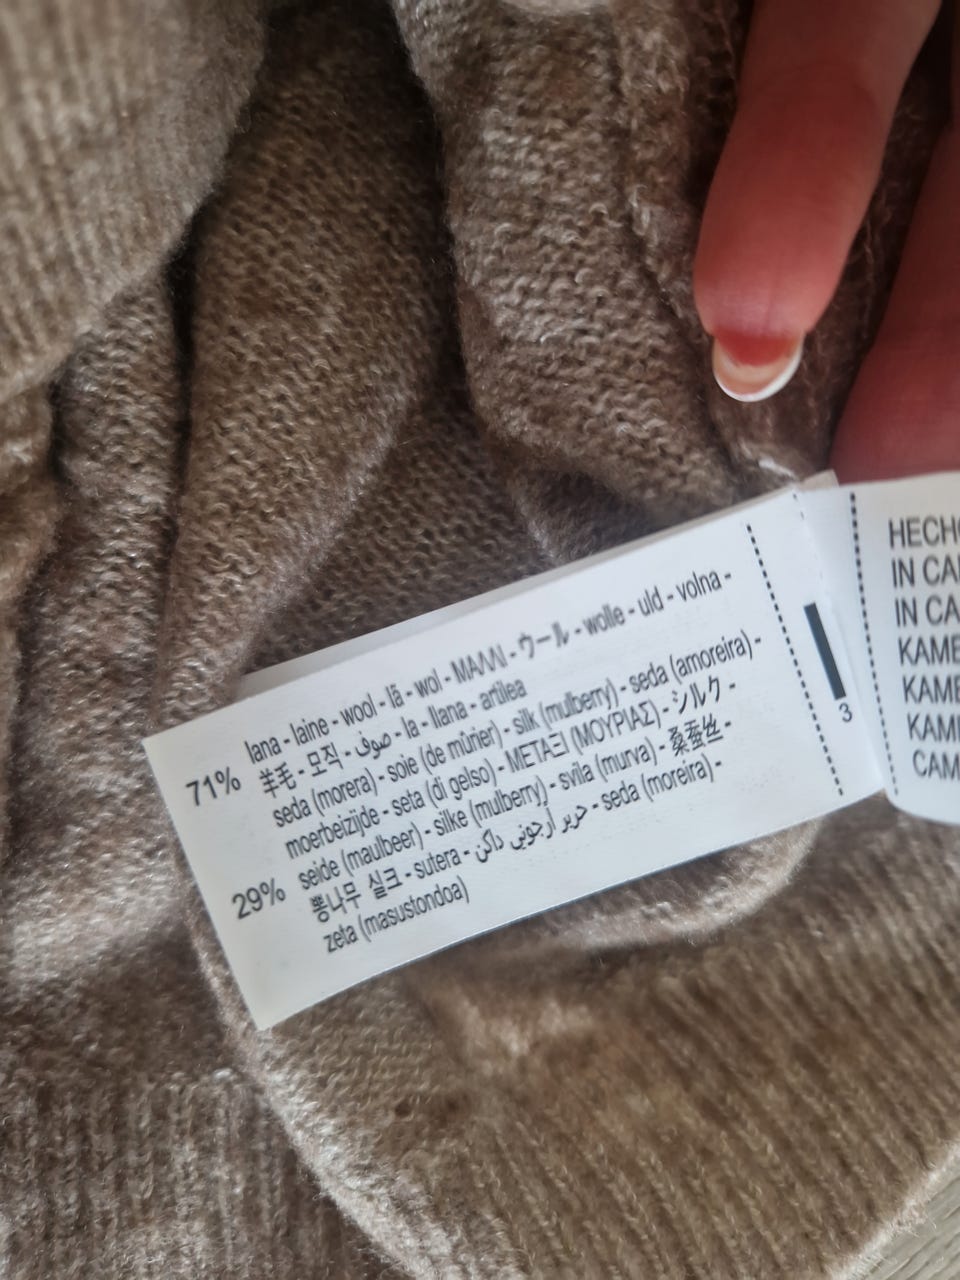 71% lana - laine - wool - lã - wol - ΜΑΛΛΙ - ウール - wolle - uld - volna -
羊毛 - 모직 - صوف - la - llana - artilea
29% seda (morera) - soie (de mûrier) - silk (mulberry) - seda (amoreira) -
moerbeizijde - seta (di gelso) - ΜΕΤΑΞΙ (ΜΟΥΡΙΑΣ) - シルク -
seide (maulbeer) - silke (mulberry) - svila (murva) - 桑蚕丝 -
뽕나무 실크 - sutera - حرير أرجوني داكن - seda (moreira) -
zeta (masustondoa)
3
HECHO
IN CA
IN CA
KAME
KAME
KAME
CAM